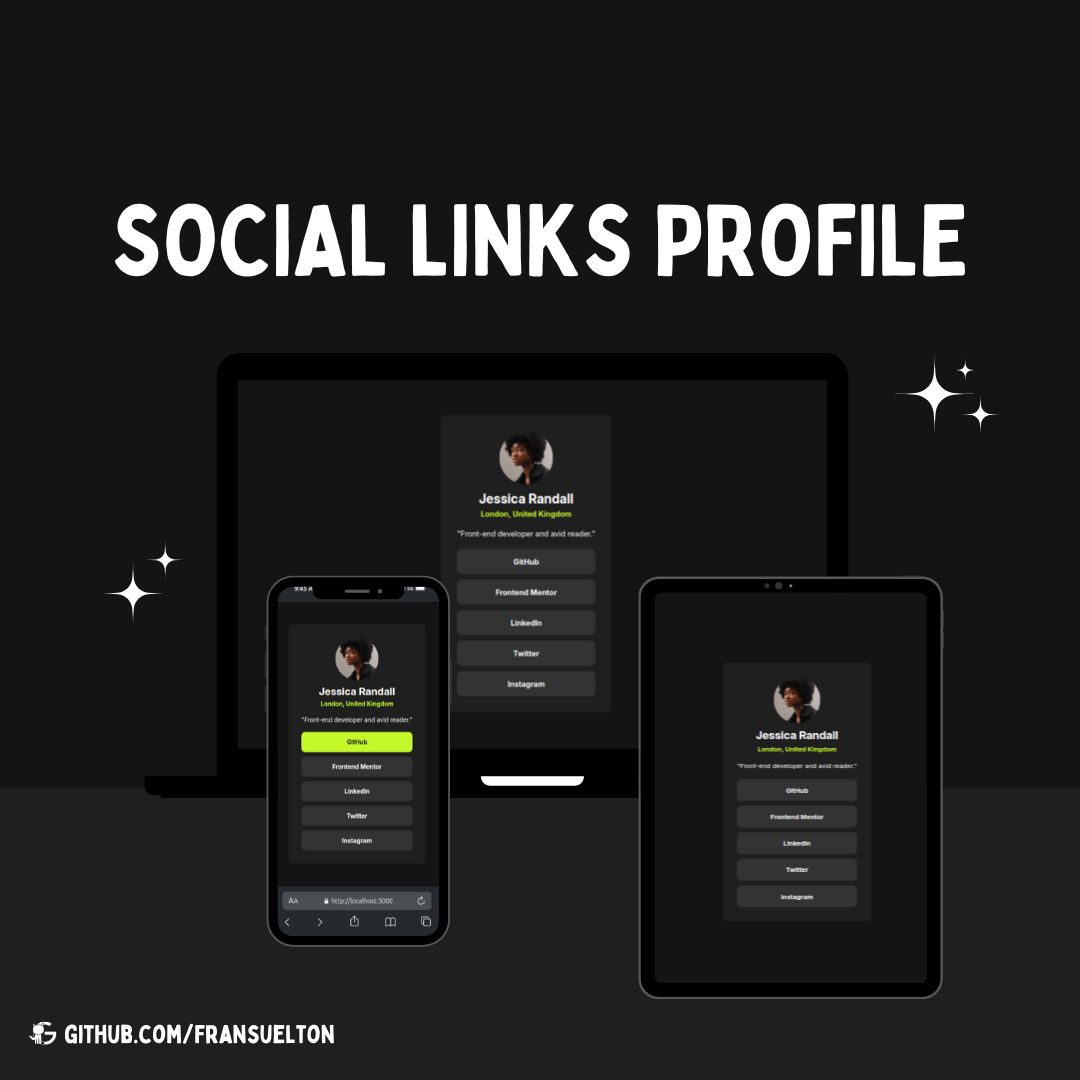 SOCIAL LINKS PROFILE
Jessica Randall
London, United Kingdom
"Front-end developer and avid reader."
GitHub
Frontend Mentor
LinkedIn
Twitter
Instagram
9:45 A
Jessica Randall
London, United Kingdom
"Front-end developer and avid reader."
GitHub
Frontend Mentor
LinkedIn
Twitter
Instagram
AA http://localhost:3000
Jessica Randall
London, United Kingdom
"Front-end developer and avid reader."
GitHub
Frontend Mentor
LinkedIn
Twitter
Instagram
GITHUB.COM/FRANSUELTON